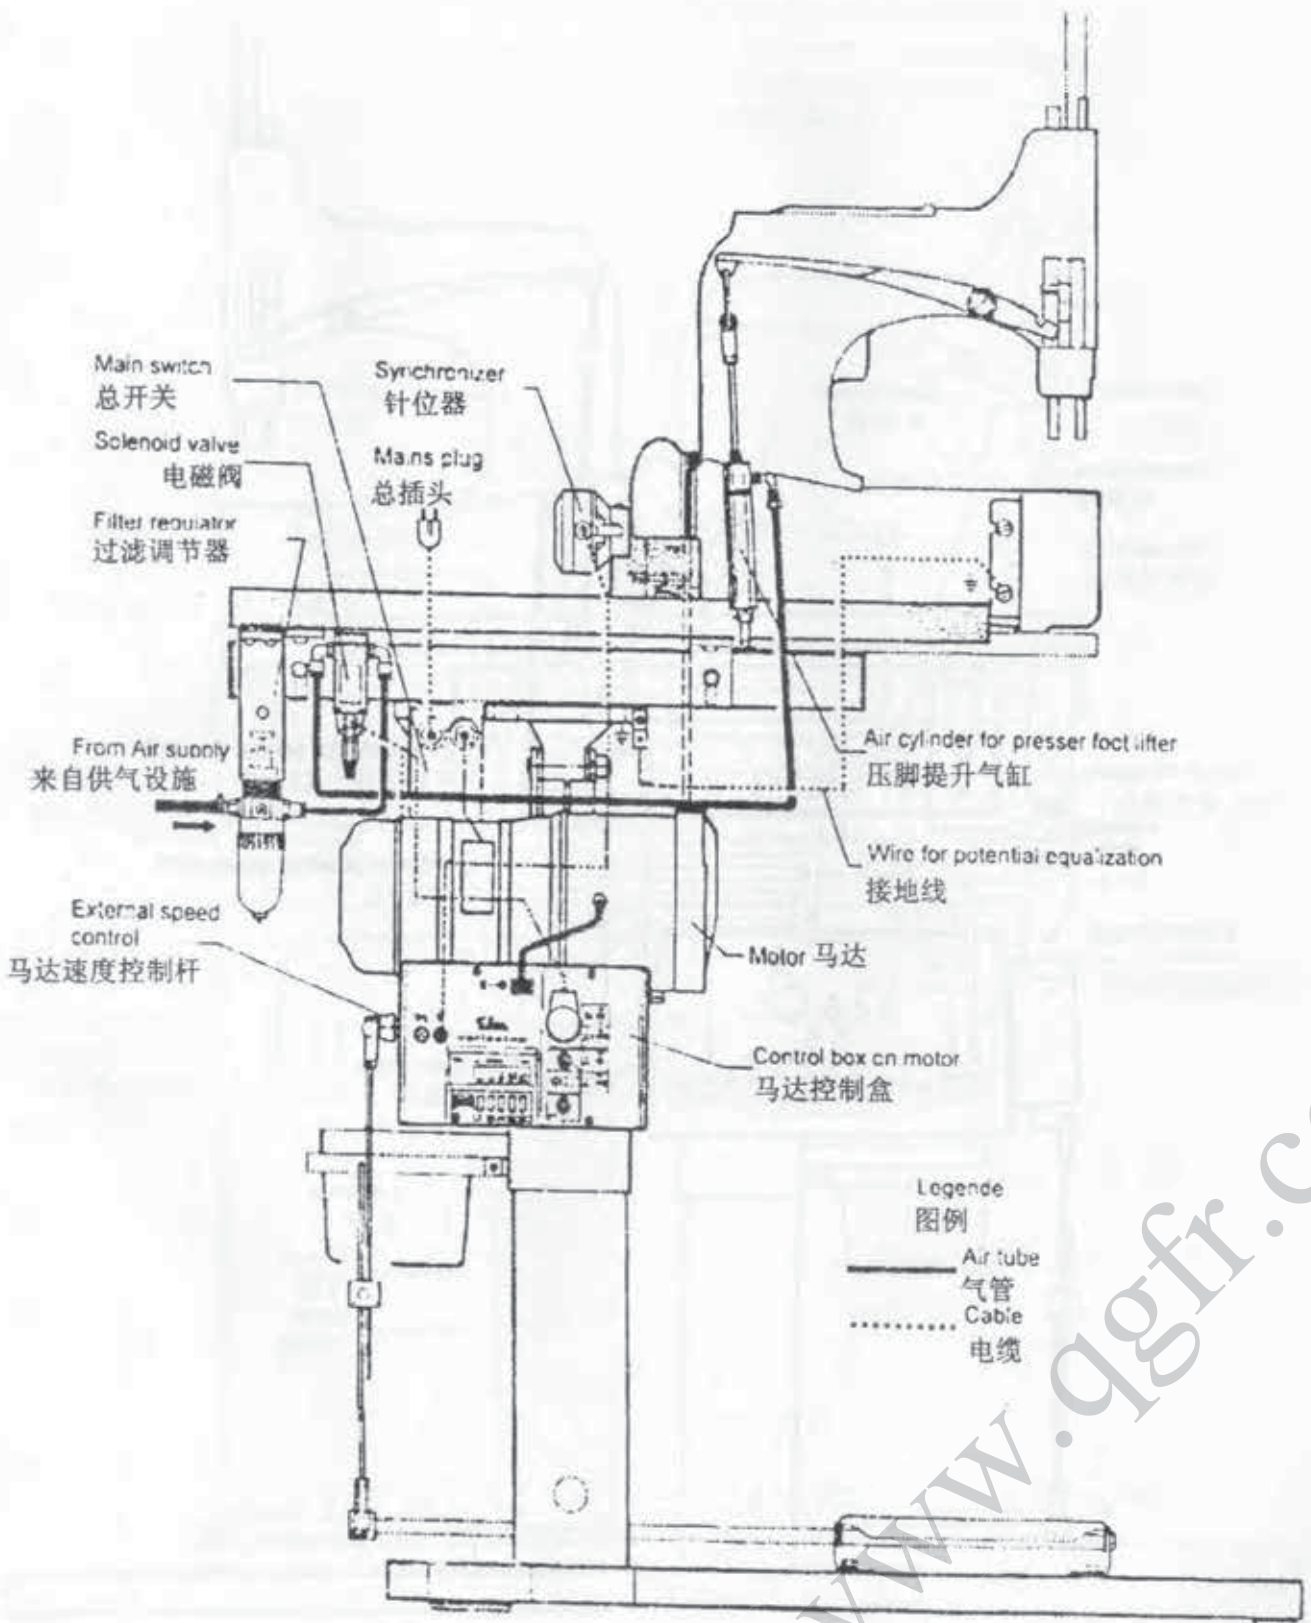 Main switch
总开关
Solenoid valve
电磁阀
Filter regulator
过滤调节器
Synchronizer
针位器
Mains plug
总插头
From Air supply
来自供气设施
External speed
control
马达速度控制杆
Air cylinder for presser foot lifter
压脚提升气缸
Wire for potential equalization
接地线
Motor 马达
Efka
variostop
Control box on motor
马达控制盒
Legende
图例
Air tube
气管
Cable
电缆
www.qgfr.c